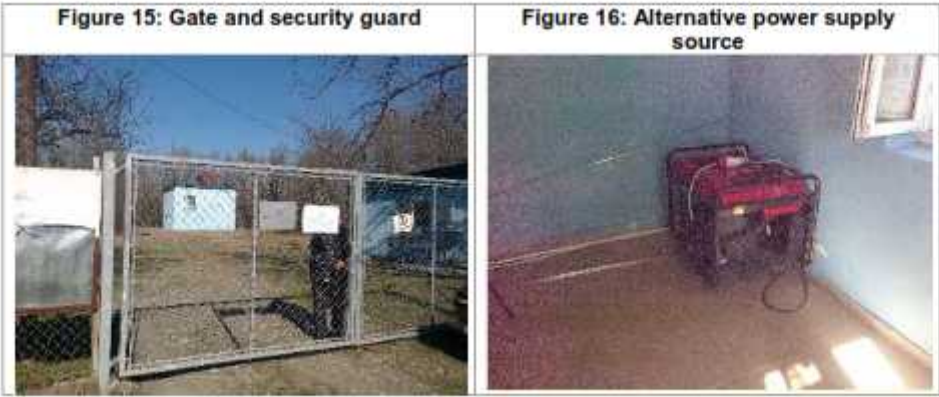 Figure 15: Gate and security guard
Figure 16: Alternative power supply
source